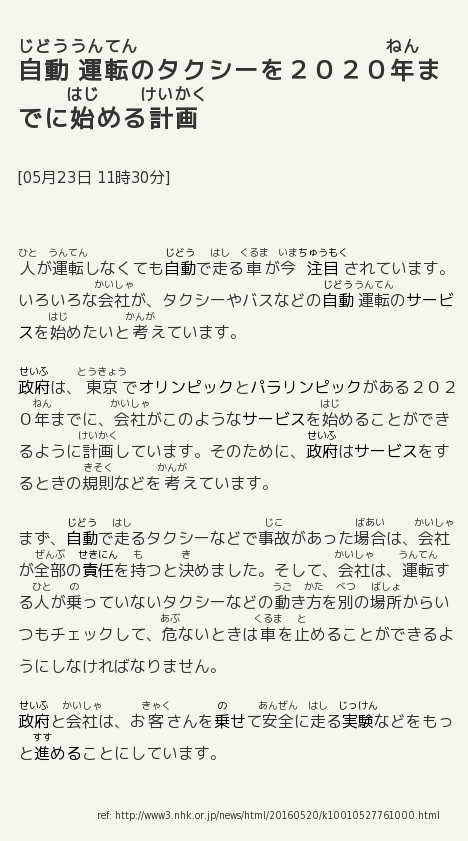 じどううんてん ねん
自動運転のタクシーを２０２０年ま
はじ けいかく
でに始める計画
[05月23日 11時30分]
ひと うんてん じどう はし くるま いまちゅうもく
人が運転しなくても自動で走る車が今 注目されています。
かいしゃ じどううんてん
いろいろな会社が、タクシーやバスなどの自動運転のサービ
はじ かんが
スを始めたいと考えています。
せいふ とうきょう
政府は、東京でオリンピックとパラリンピックがある２０２
ねん かいしゃ はじ
０年までに、会社がこのようなサービスを始めることができ
けいかく せいふ
るように計画しています。そのために、政府はサービスをす
きそく かんが
るときの規則などを考えています。
じどう はし じこ ばあい かいしゃ
まず、自動で走るタクシーなどで事故があった場合は、会社
ぜんぶ せきにん も き かいしゃ うんてん
が全部の責任を持つと決めました。そして、会社は、運転す
ひと の うご かた べつ ばしょ
る人が乗っていないタクシーなどの動き方を別の場所からい
あぶ くるま と
つもチェックして、危ないときは車を止めることができるよ
うにしなければなりません。
せいふ かいしゃ きゃく の あんぜん はし じっけん
政府と会社は、お客さんを乗せて安全に走る実験などをもっ
すす
と進めることにしています。
ref: http://www3.nhk.or.jp/news/html/20160520/k10010527761000.html